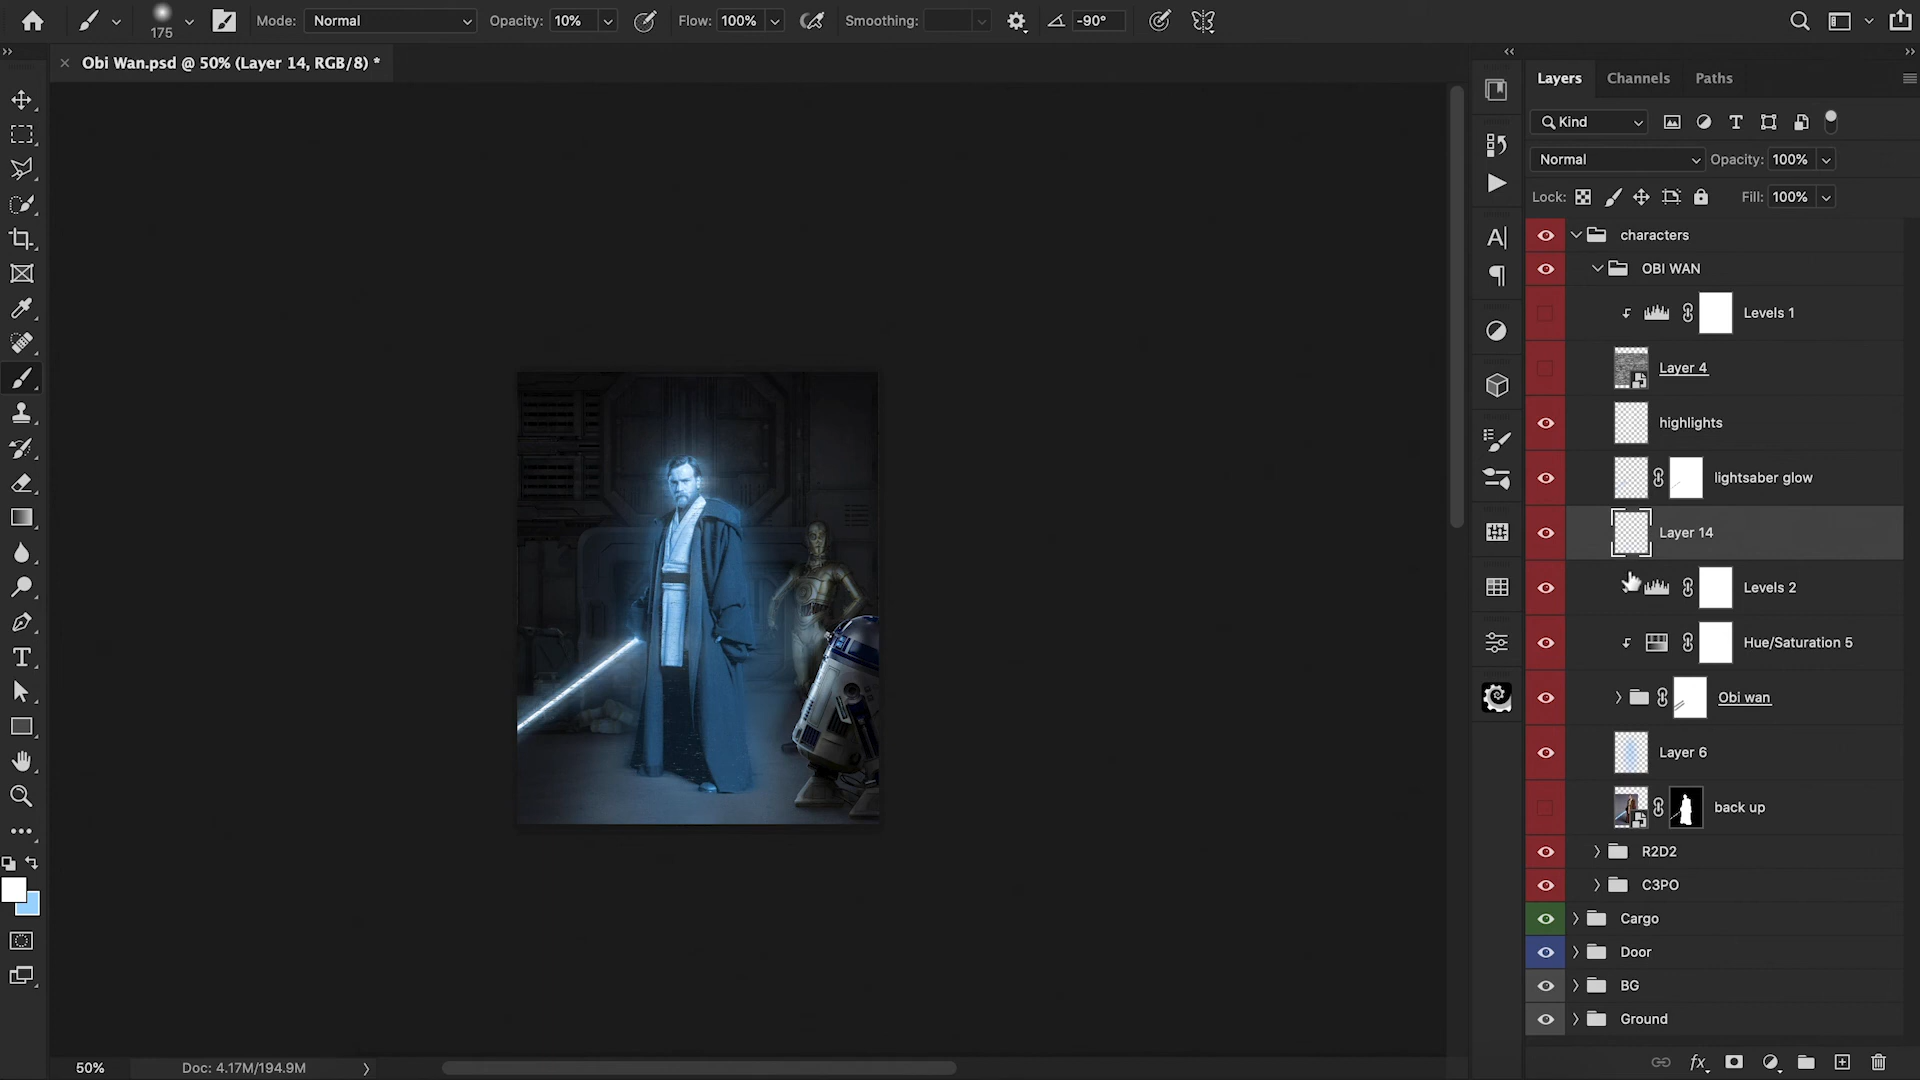 175
Mode: Normal Opacity: 10% Flow: 100% Smoothing: -90°
Obi Wan.psd @ 50% (Layer 14, RGB/8) *
Layers Channels Paths
Kind
Normal Opacity: 100%
Lock: Fill: 100%
characters
OBI WAN
Levels 1
Layer 4
highlights
lightsaber glow
Layer 14
Levels 2
Hue/Saturation 5
Obi wan
Layer 6
back up
R2D2
C3PO
Cargo
Door
BG
Ground
50% Doc: 4.17M/194.9M